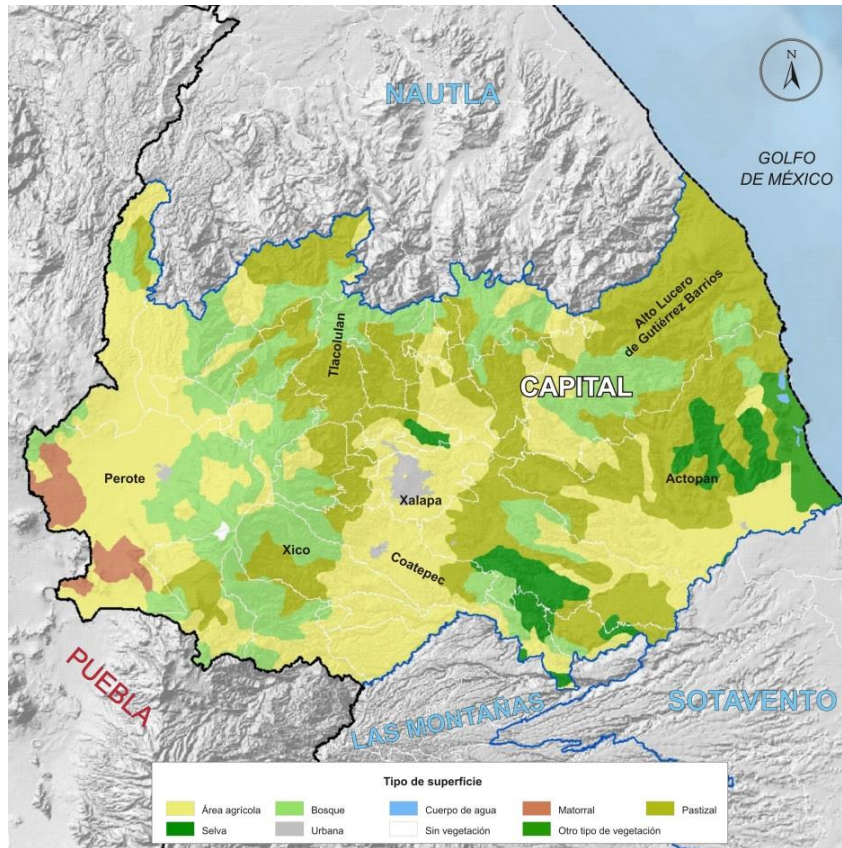 N
NAUTLA
GOLFO
DE MÉXICO
Alto Lucero
de Gutiérrez Barrios
Tlacolulan
CAPITAL
Perote
Actopan
Xalapa
Xico
Coatepec
PUEBLA
LAS MONTAÑAS
SOTAVENTO
Tipo de superficie
Área agrícola
Bosque
Cuerpo de agua
Matorral
Pastizal
Selva
Urbana
Sin vegetación
Otro tipo de vegetación